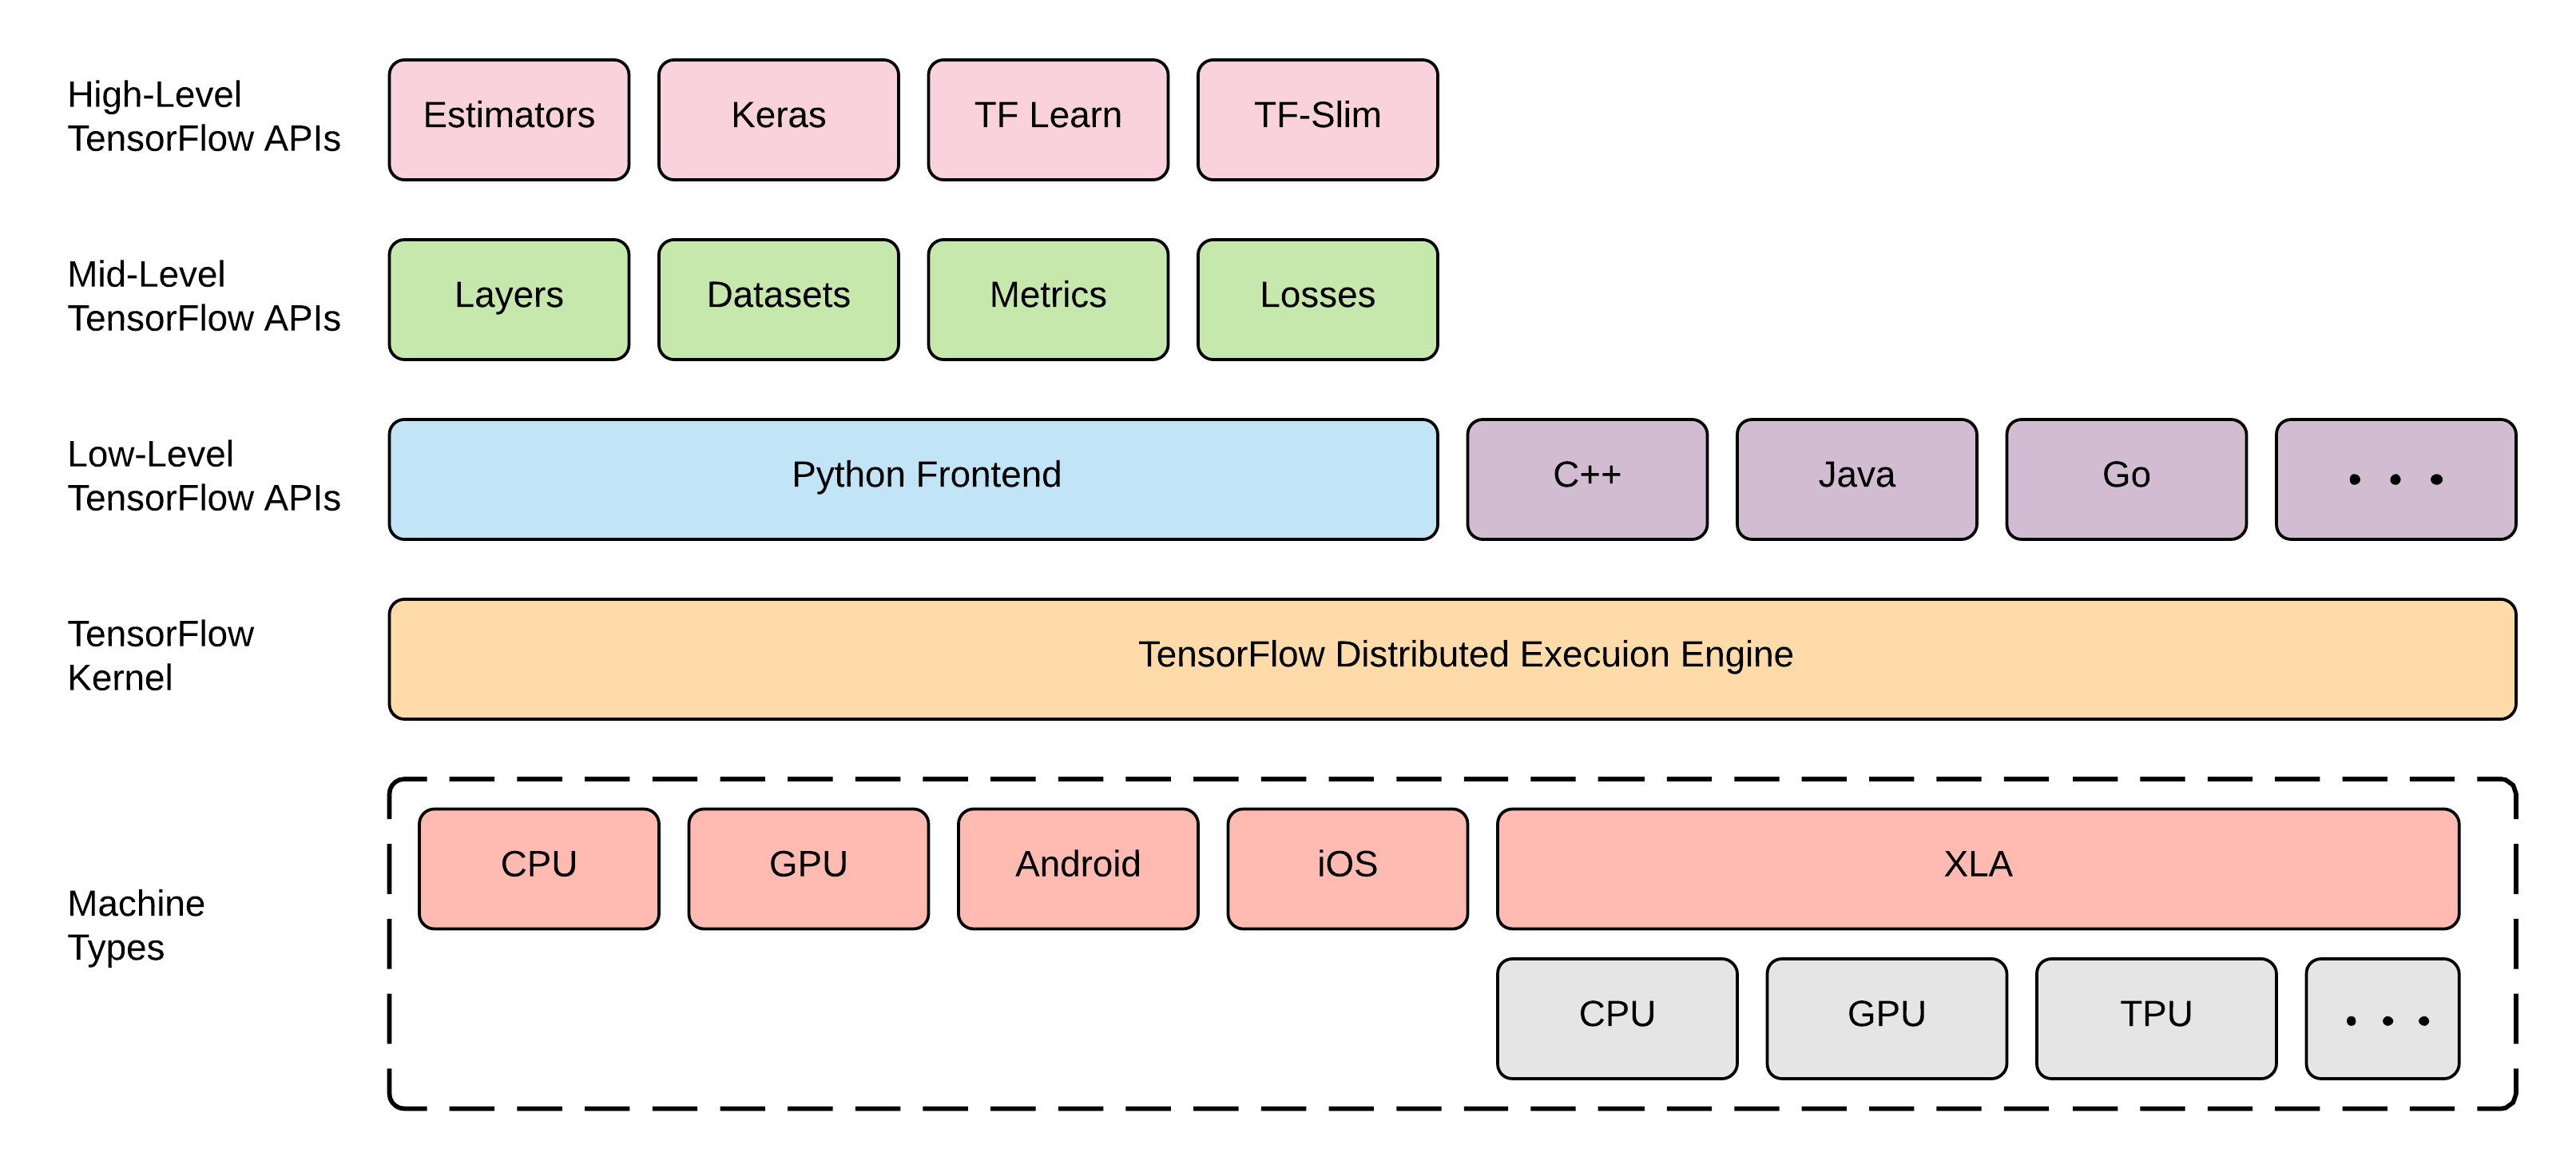 High-Level
TensorFlow APIs
Estimators
Keras
TF Learn
TF-Slim
Mid-Level
TensorFlow APIs
Layers
Datasets
Metrics
Losses
Low-Level
TensorFlow APIs
Python Frontend
C++
Java
Go
• • •
TensorFlow
Kernel
TensorFlow Distributed Execuion Engine
Machine
Types
CPU
GPU
Android
iOS
XLA
CPU
GPU
TPU
• • •